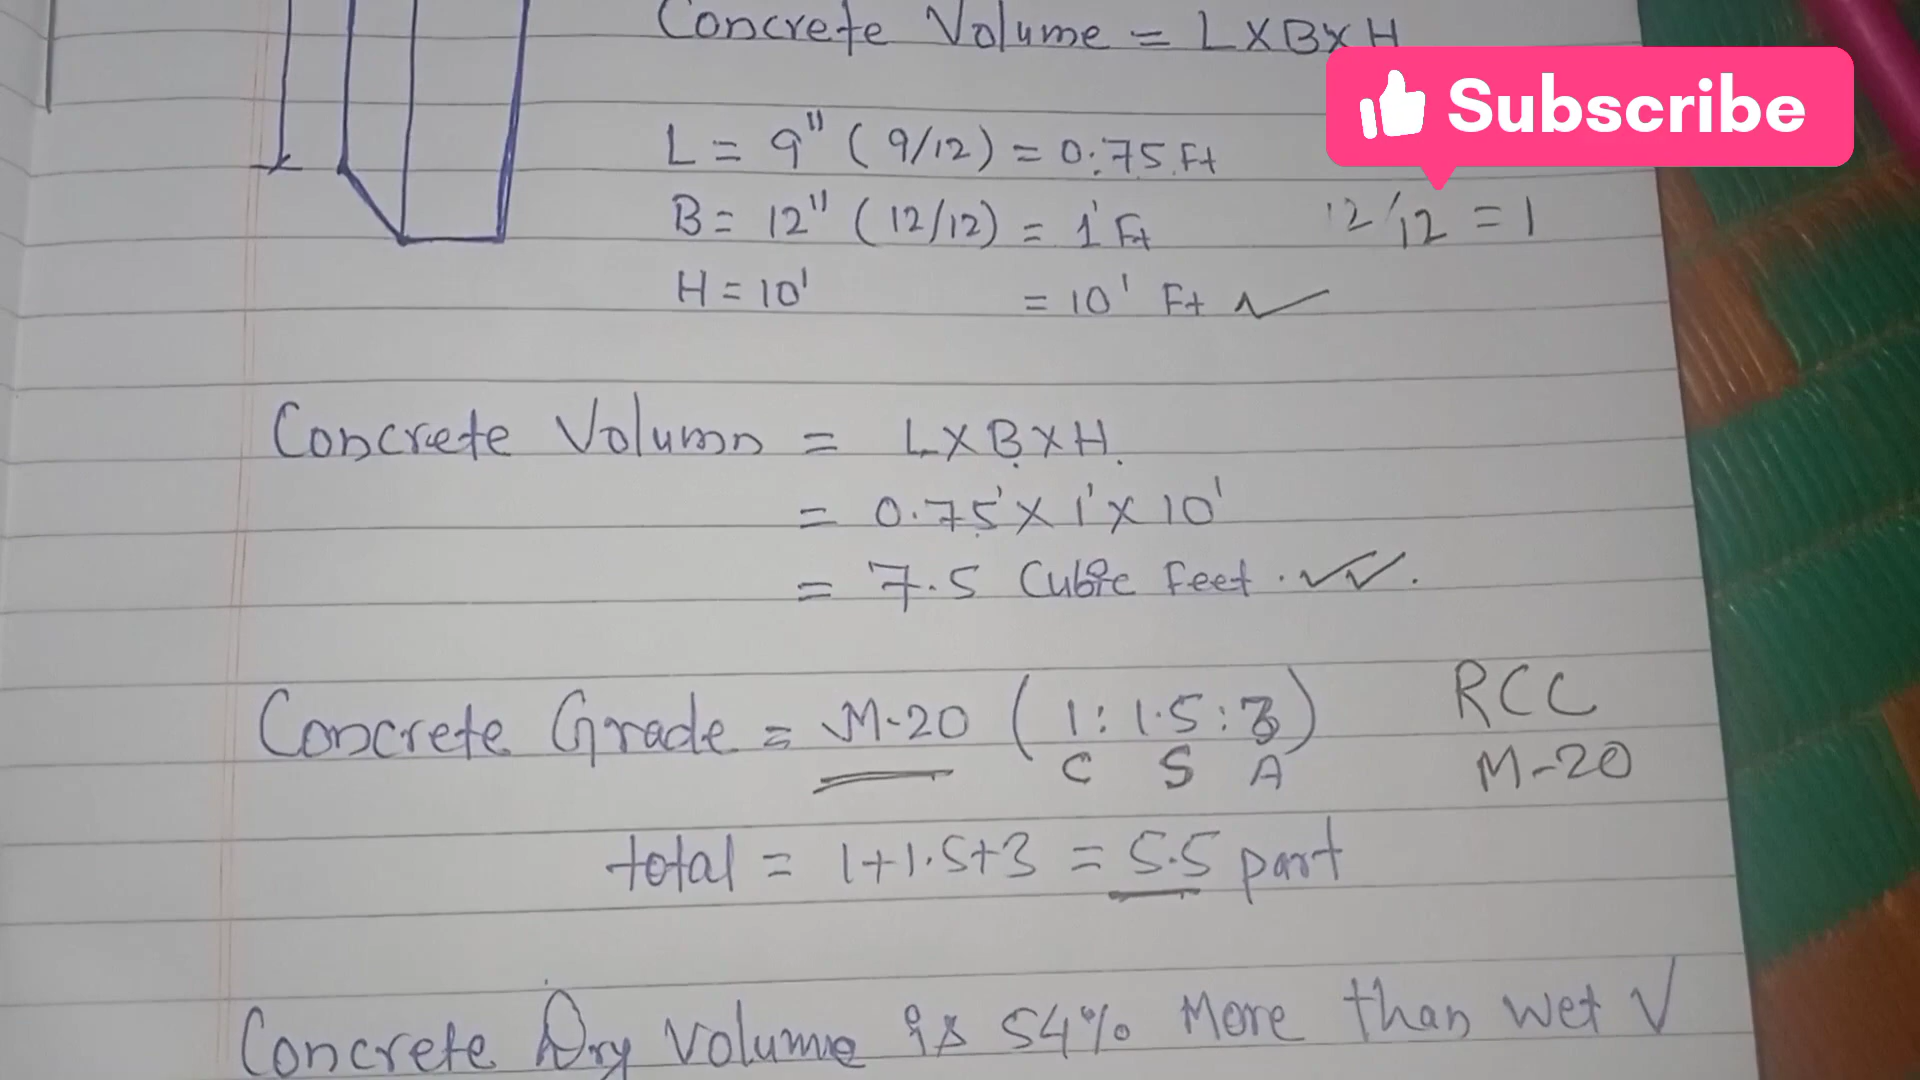 Concrete Volume = LXBXH
Subscribe
L = 9" (9/12) = 0.75 Ft
B = 12" (12/12) = 1' Ft
12/12 = 1
H = 10' = 10' Ft
Concrete Volumn = LXBXH
= 0.75' X 1' X 10'
= 7.5 Cubic Feet.
Concrete Grade = M-20 (1:1.5:3)
RCC
C S A
M-20
total = 1+1.5+3 = 5.5 part
Concrete Dry Volume is 54% More than wet V